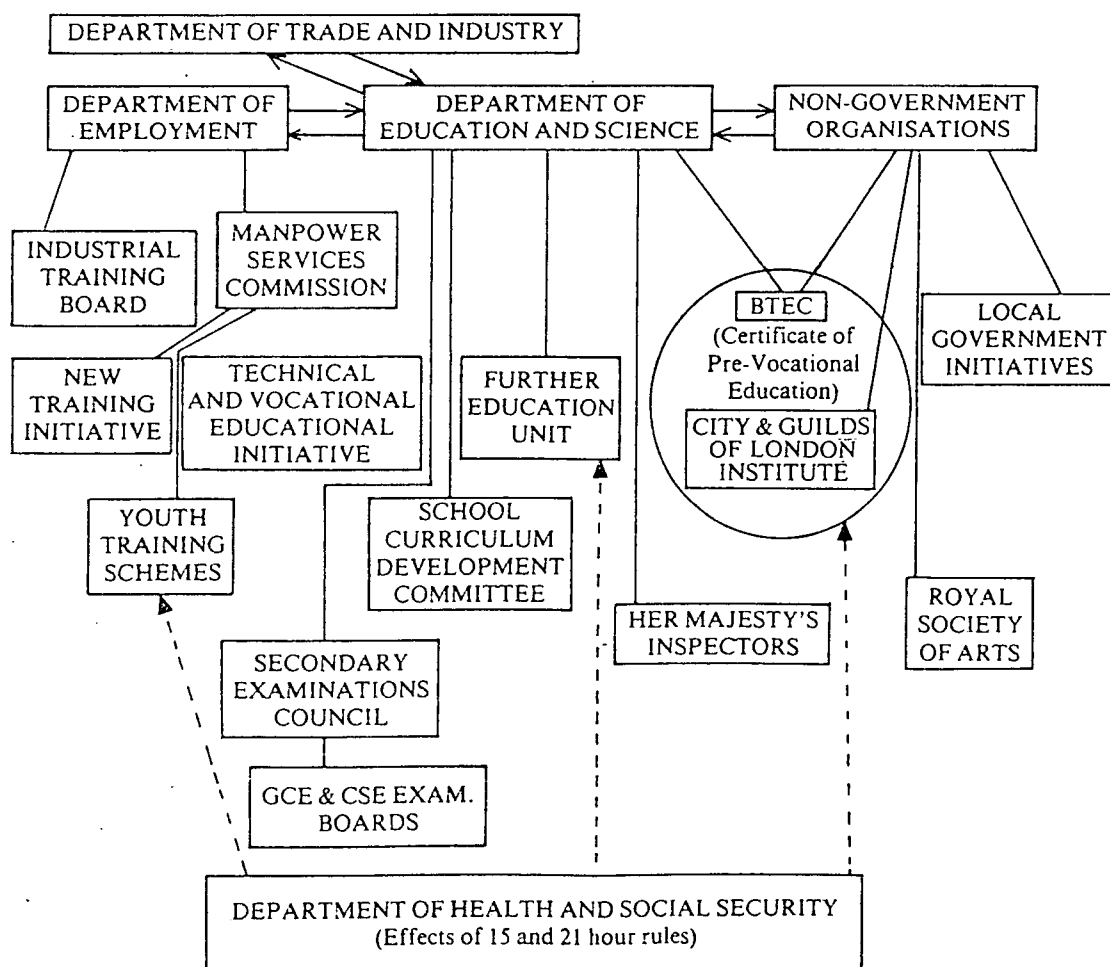 DEPARTMENT OF TRADE AND INDUSTRY
DEPARTMENT OF
EMPLOYMENT
DEPARTMENT OF
EDUCATION AND SCIENCE
NON-GOVERNMENT
ORGANISATIONS
INDUSTRIAL
TRAINING
BOARD
MANPOWER
SERVICES
COMMISSION
BTEC
(Certificate of
Pre-Vocational
Education)
CITY & GUILDS
OF LONDON
INSTITUTE
LOCAL
GOVERNMENT
INITIATIVES
NEW
TRAINING
INITIATIVE
TECHNICAL
AND VOCATIONAL
EDUCATIONAL
INITIATIVE
FURTHER
EDUCATION
UNIT
YOUTH
TRAINING
SCHEMES
SCHOOL
CURRICULUM
DEVELOPMENT
COMMITTEE
HER MAJESTY'S
INSPECTORS
ROYAL
SOCIETY
OF ARTS
SECONDARY
EXAMINATIONS
COUNCIL
GCE & CSE EXAM.
BOARDS
DEPARTMENT OF HEALTH AND SOCIAL SECURITY
(Effects of 15 and 21 hour rules)